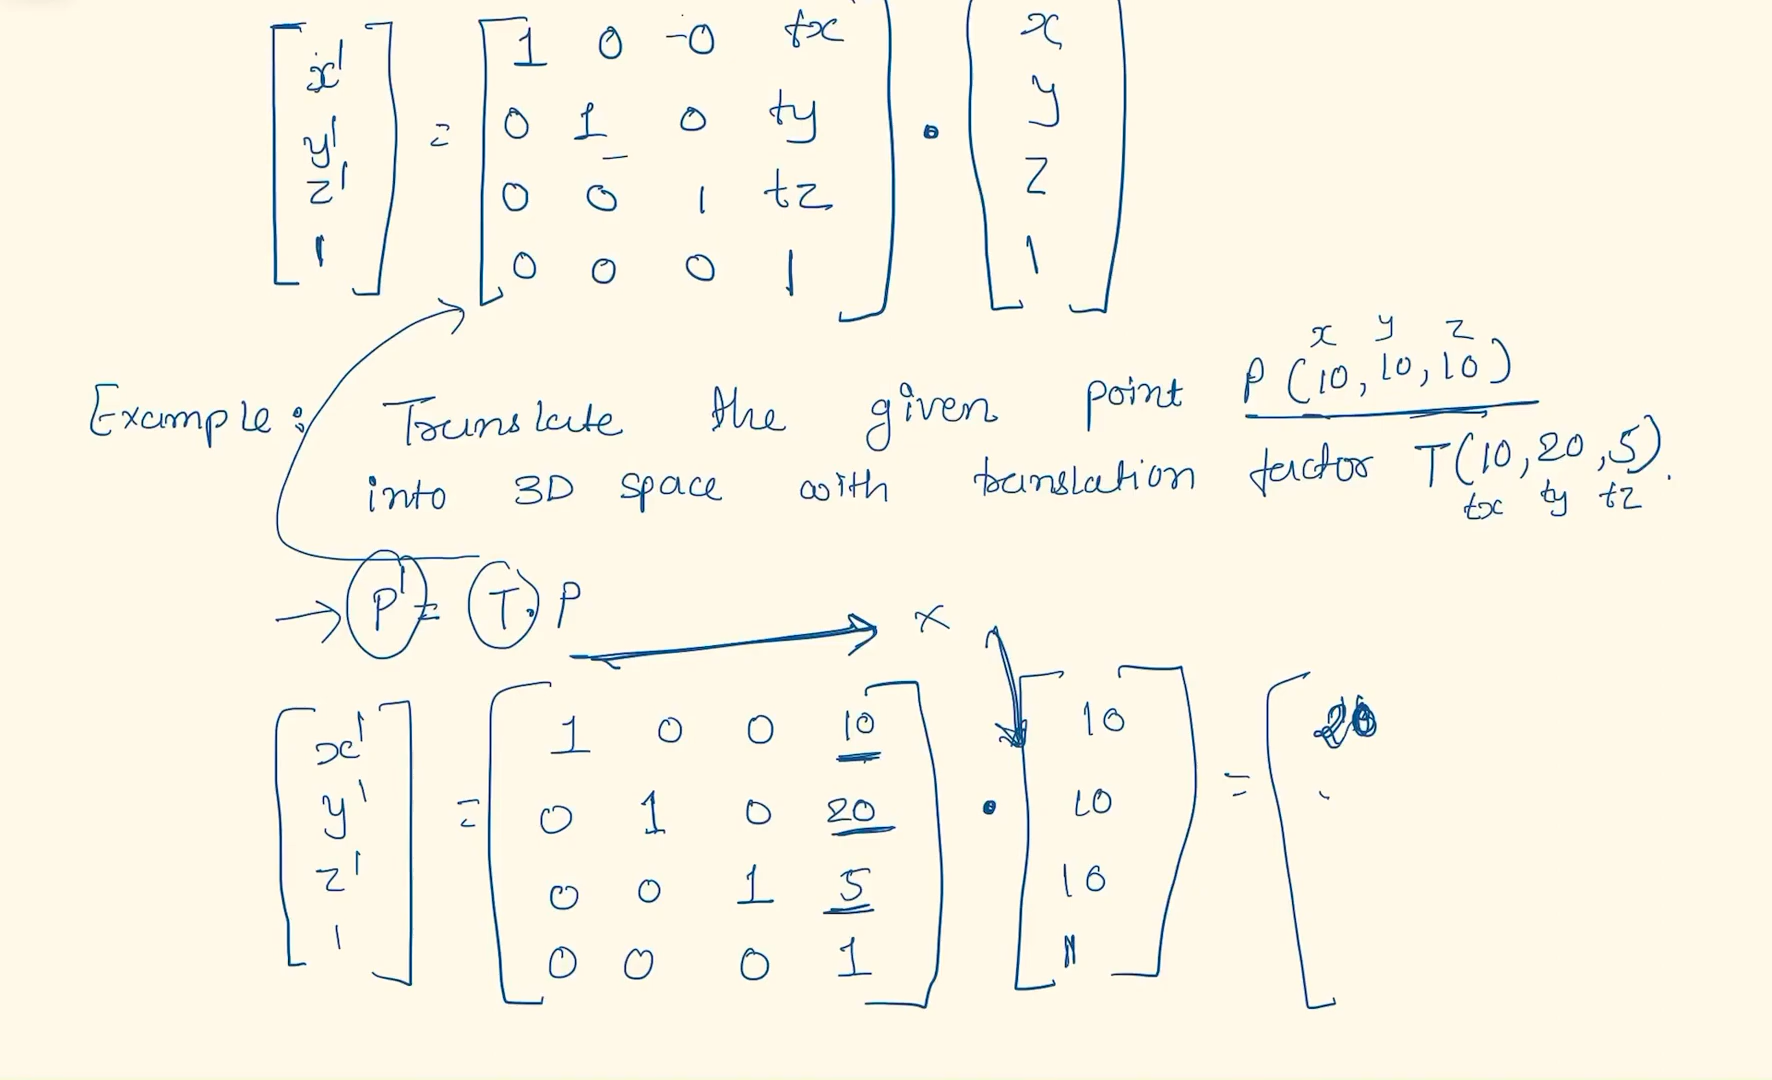 [x'] = [1 0 0 tx] . [x]
[y'] [0 1 0 ty] [y]
[z'] [0 0 1 tz] [z]
[1] [0 0 0 1] [1]
x y z
Example: Translate the given point P(10,10,10)
into 3D space with translation factor T(10,20,5).
tx ty tz
→ P' = T.P
x
[x'] = [1 0 0 10] . [10] = [20
[y'] [0 1 0 20] [10]
[z'] [0 0 1 5] [10]
[1] [0 0 0 1] [1]